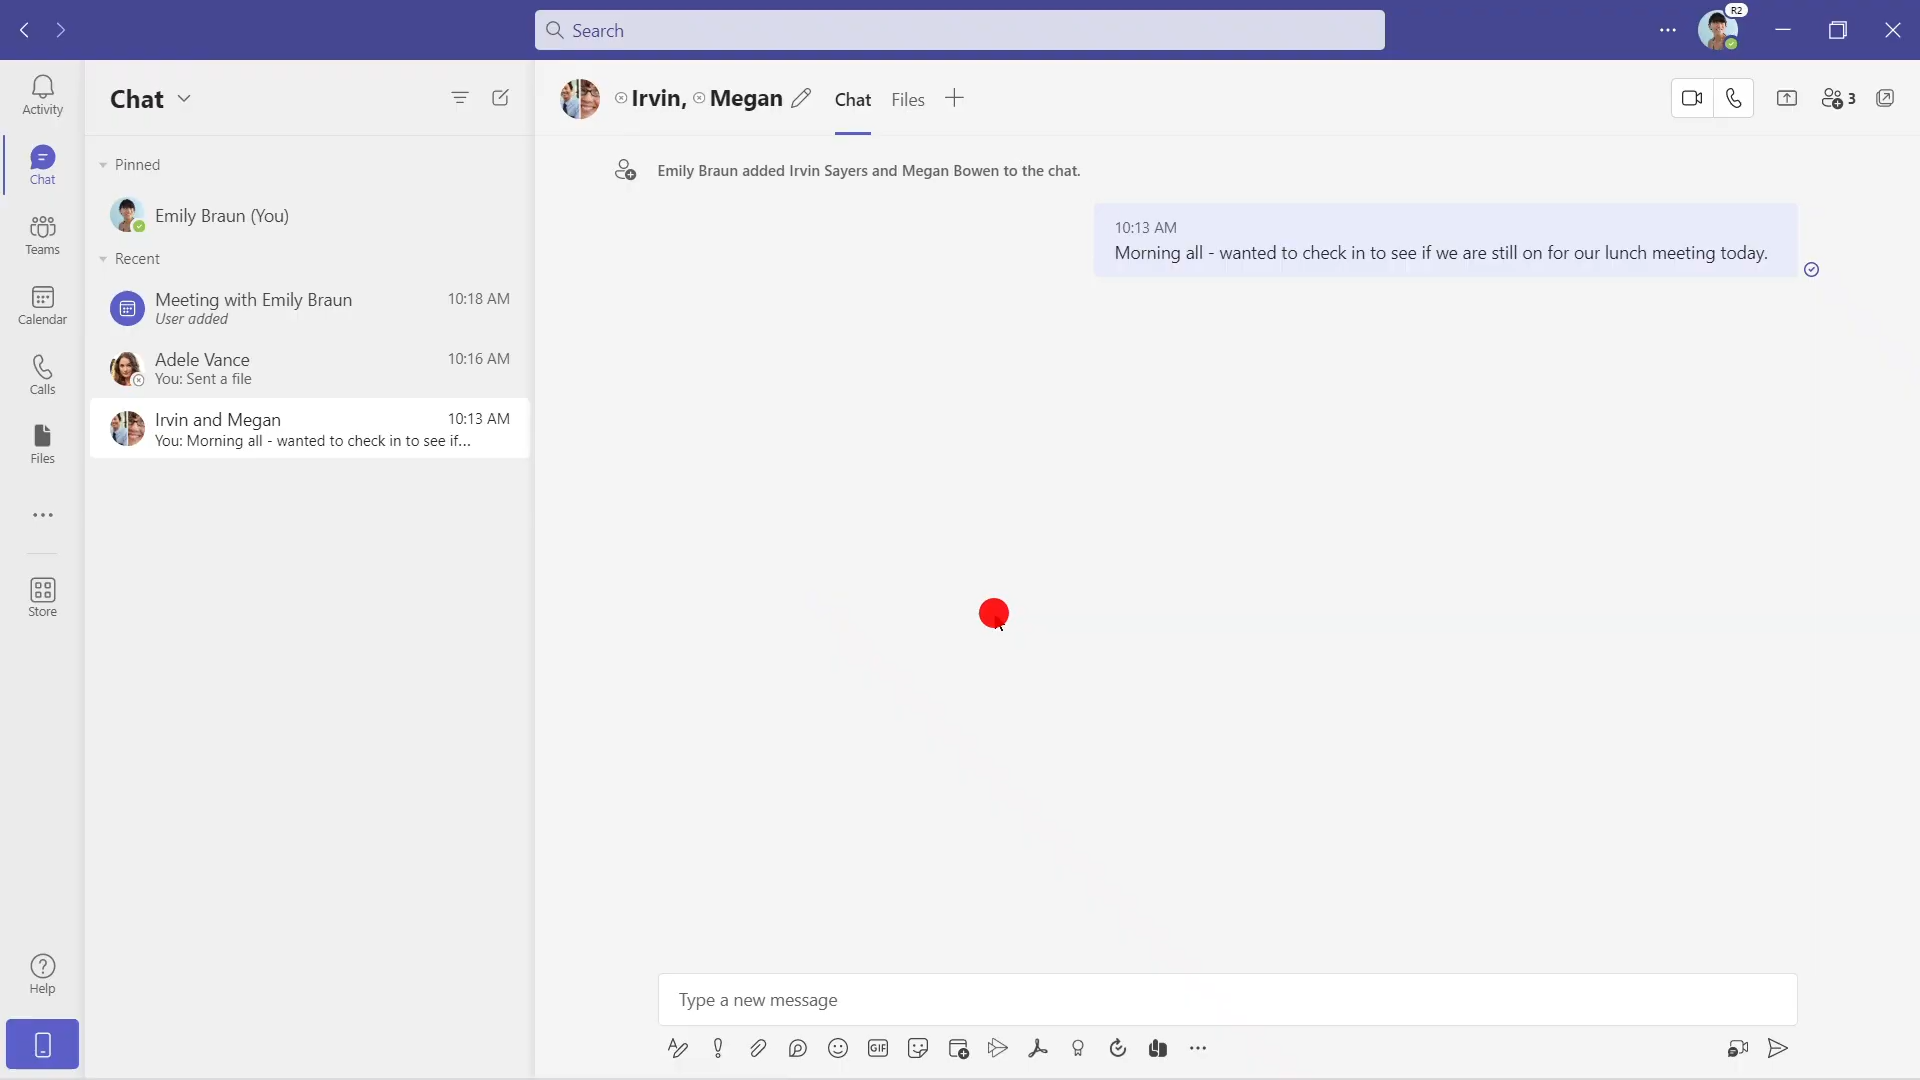 Search
R2
Activity
Chat
Teams
Calendar
Calls
Files
Store
Help
Chat
Pinned
Emily Braun (You)
Recent
Meeting with Emily Braun 10:18 AM
User added
Adele Vance 10:16 AM
You: Sent a file
Irvin and Megan 10:13 AM
You: Morning all - wanted to check in to see if...
Irvin, Megan Chat Files 3
Emily Braun added Irvin Sayers and Megan Bowen to the chat.
10:13 AM
Morning all - wanted to check in to see if we are still on for our lunch meeting today.
Type a new message
GIF